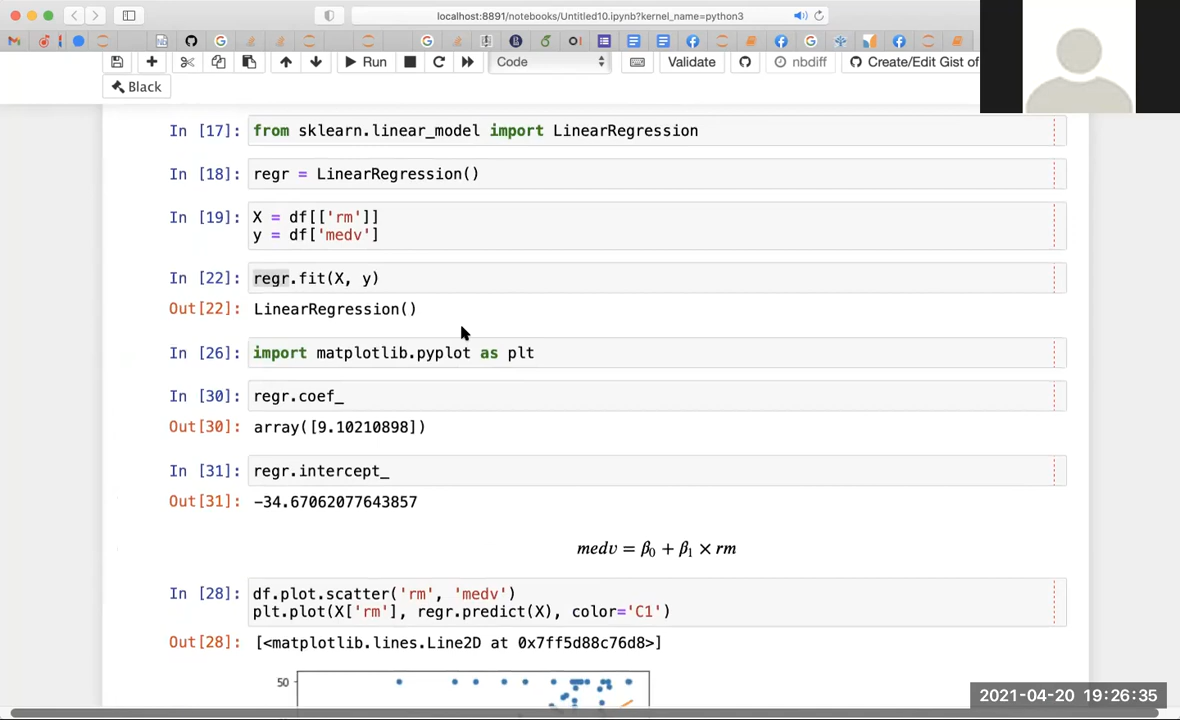 localhost:8891/notebooks/Untitled10.ipynb?kernel_name=python3
Run
Code
Validate
nbdiff
Create/Edit Gist of
Black
In [17]: from sklearn.linear_model import LinearRegression
In [18]: regr = LinearRegression()
In [19]: X = df[['rm']]
y = df['medv']
In [22]: regr.fit(X, y)
Out[22]: LinearRegression()
In [26]: import matplotlib.pyplot as plt
In [30]: regr.coef_
Out[30]: array([9.10210898])
In [31]: regr.intercept_
Out[31]: -34.67062077643857
medv = β₀ + β₁ × rm
In [28]: df.plot.scatter('rm', 'medv')
plt.plot(X['rm'], regr.predict(X), color='C1')
Out[28]: [<matplotlib.lines.Line2D at 0x7ff5d88c76d8>]
50
2021-04-20 19:26:35